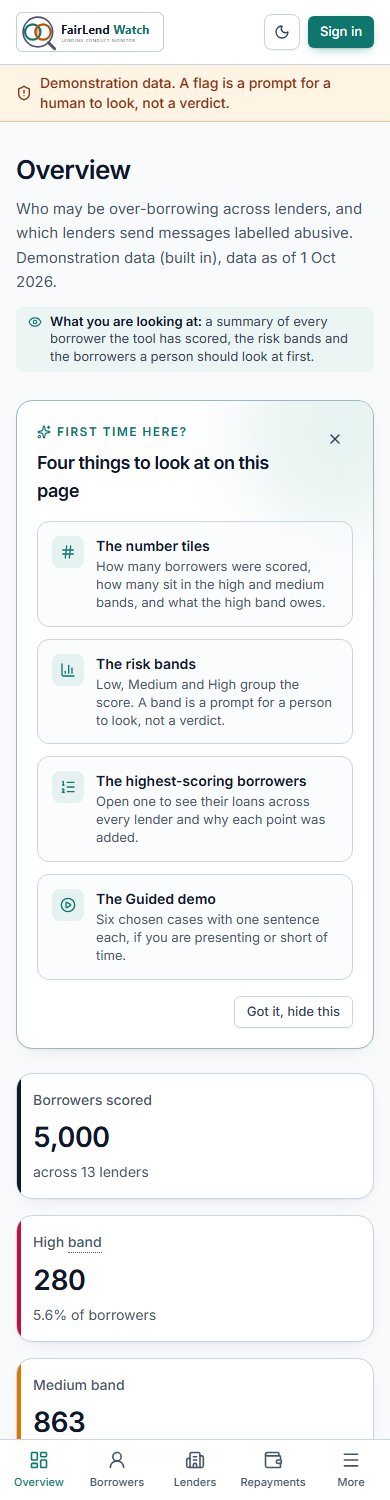 FairLend Watch
LENDING CONDUCT MONITOR
Sign in
Demonstration data. A flag is a prompt for a
human to look, not a verdict.
Overview
Who may be over-borrowing across lenders, and
which lenders send messages labelled abusive.
Demonstration data (built in), data as of 1 Oct
2026.
What you are looking at: a summary of every
borrower the tool has scored, the risk bands and
the borrowers a person should look at first.
FIRST TIME HERE?
Four things to look at on this
page
The number tiles
How many borrowers were scored,
how many sit in the high and medium
bands, and what the high band owes.
The risk bands
Low, Medium and High group the
score. A band is a prompt for a person
to look, not a verdict.
The highest-scoring borrowers
Open one to see their loans across
every lender and why each point was
added.
The Guided demo
Six chosen cases with one sentence
each, if you are presenting or short of
time.
Got it, hide this
Borrowers scored
5,000
across 13 lenders
High band
280
5.6% of borrowers
Medium band
863
Overview Borrowers Lenders Repayments More